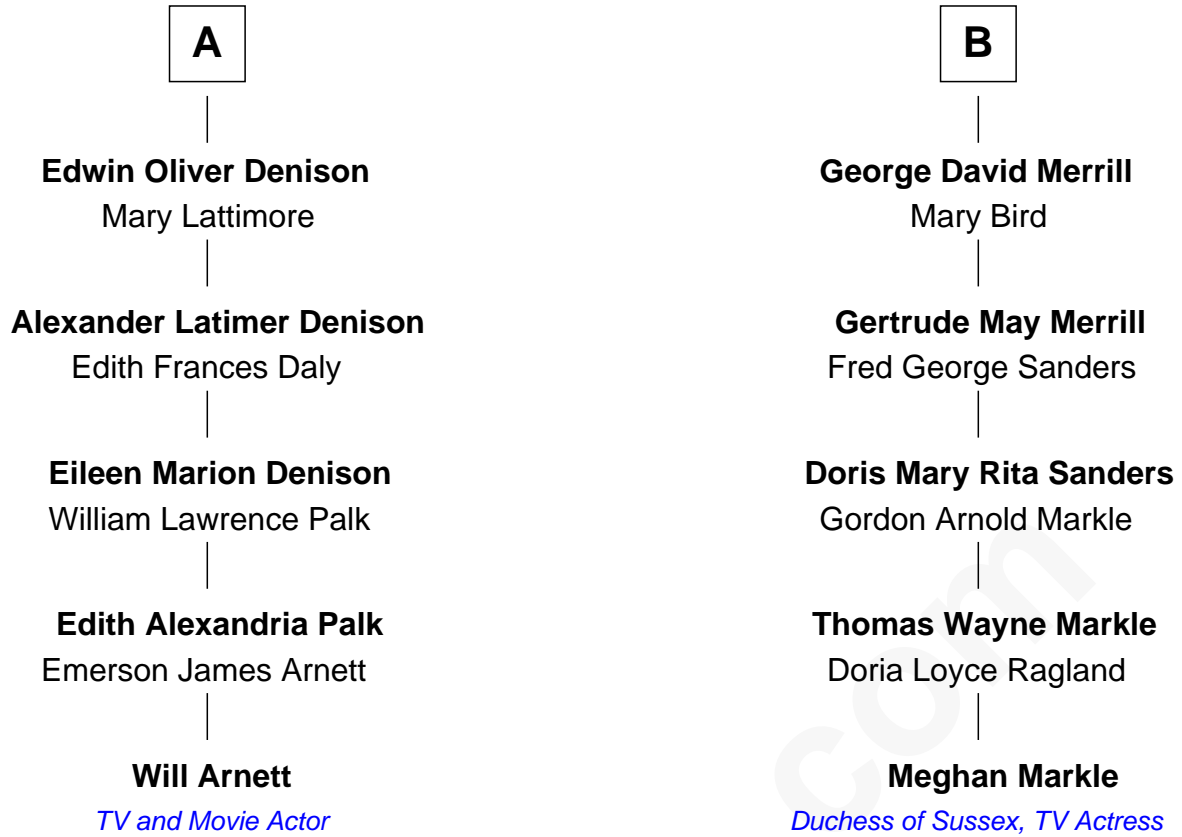 A
Edwin Oliver Denison
Mary Lattimore
Alexander Latimer Denison
Edith Frances Daly
Eileen Marion Denison
William Lawrence Palk
Edith Alexandria Palk
Emerson James Arnett
Will Arnett
TV and Movie Actor
B
George David Merrill
Mary Bird
Gertrude May Merrill
Fred George Sanders
Doris Mary Rita Sanders
Gordon Arnold Markle
Thomas Wayne Markle
Doria Loyce Ragland
Meghan Markle
Duchess of Sussex, TV Actress
com